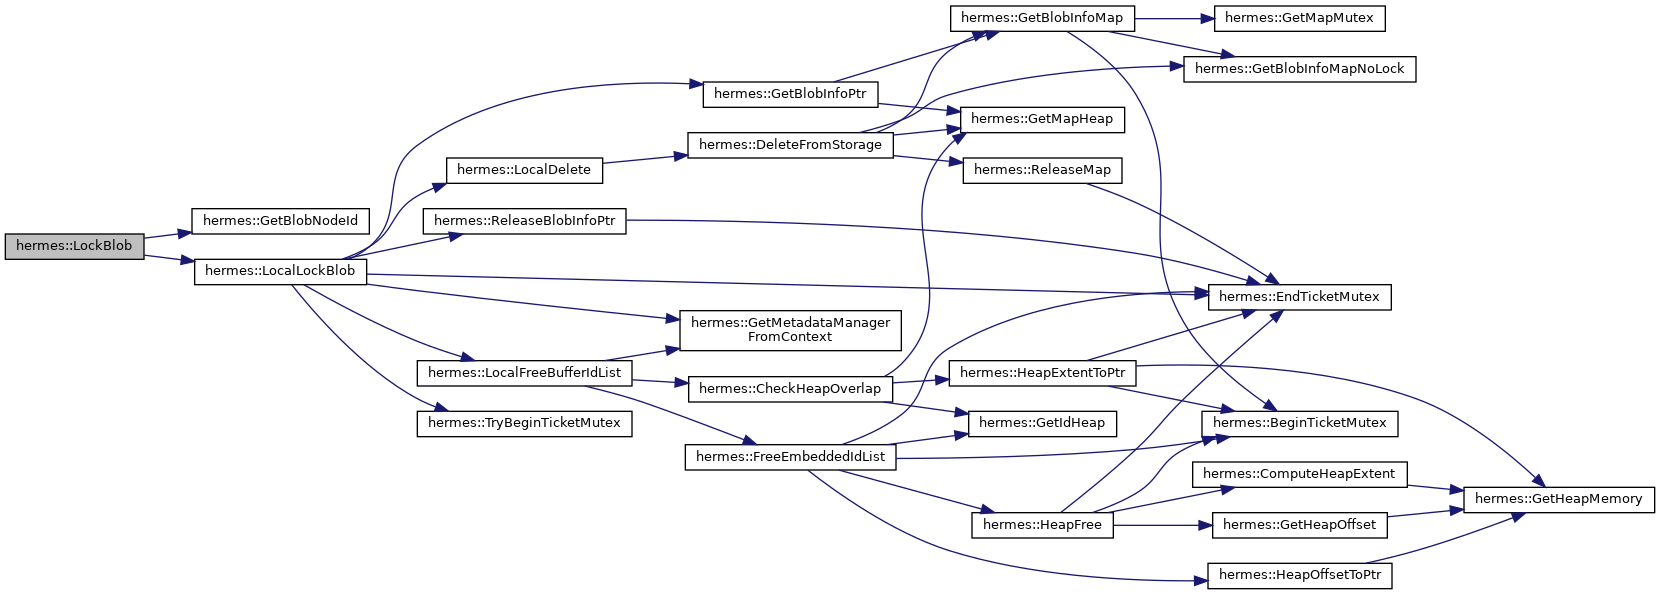 hermes::GetBlobInfoMap
hermes::GetMapMutex
hermes::GetBlobInfoMapNoLock
hermes::GetBlobInfoPtr
hermes::GetMapHeap
hermes::DeleteFromStorage
hermes::LocalDelete
hermes::ReleaseMap
hermes::GetBlobNodeId
hermes::ReleaseBlobInfoPtr
hermes::LockBlob
hermes::LocalLockBlob
hermes::EndTicketMutex
hermes::GetMetadataManager
FromContext
hermes::LocalFreeBufferIdList
hermes::HeapExtentToPtr
hermes::CheckHeapOverlap
hermes::TryBeginTicketMutex
hermes::GetIdHeap
hermes::BeginTicketMutex
hermes::FreeEmbeddedIdList
hermes::ComputeHeapExtent
hermes::GetHeapMemory
hermes::HeapFree
hermes::GetHeapOffset
hermes::HeapOffsetToPtr